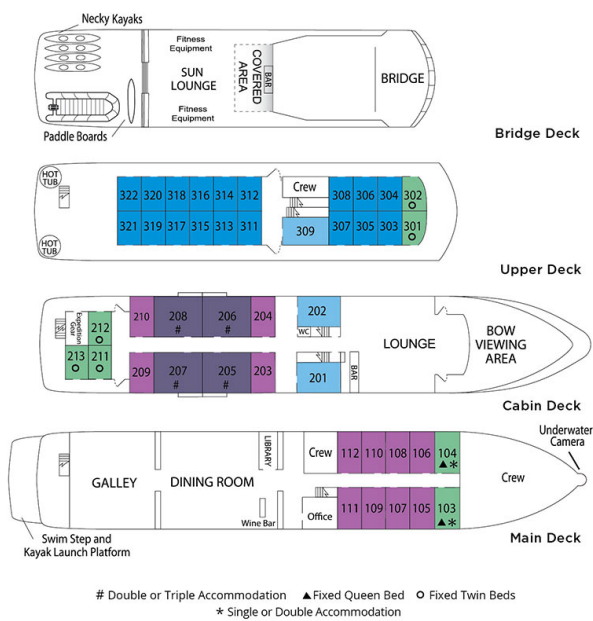 Necky Kayaks
Fitness
Equipment
SUN
LOUNGE
COVERED
AREA
BAR
BRIDGE
Fitness
Equipment
Paddle Boards
Bridge Deck
HOT
TUB
Crew
322 320 318 316 314 312
308 306 304 302
321 319 317 315 313 311
309
307 305 303 301
HOT
TUB
Upper Deck
Expedition
Gear
212
213 211
210 208 206 204
#
#
202
WC
LOUNGE
BOW
VIEWING
AREA
209 207 205 203
#
#
201
BAR
Cabin Deck
Underwater
Camera
LIBRARY
Crew
112 110 108 106 104
▲*
GALLEY
DINING ROOM
Crew
Wine Bar
Office
111 109 107 105 103
▲*
Swim Step and
Kayak Launch Platform
Main Deck
# Double or Triple Accommodation ▲Fixed Queen Bed O Fixed Twin Beds
* Single or Double Accommodation